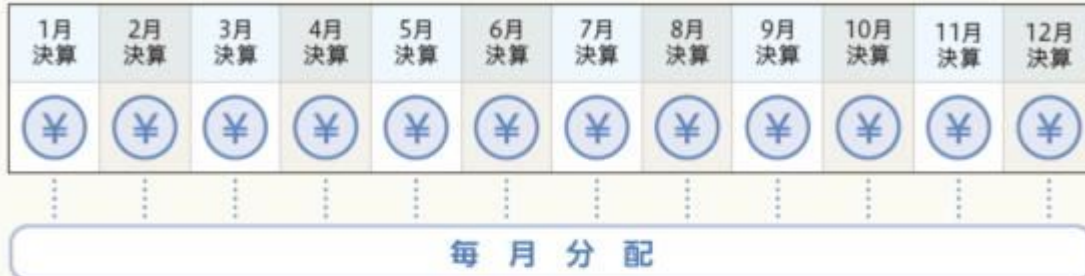 1月 2月 3月 4月 5月 6月 7月 8月 9月 10月 11月 12月
決算 決算 決算 決算 決算 決算 決算 決算 決算 決算 決算 決算
¥ ¥ ¥ ¥ ¥ ¥ ¥ ¥ ¥ ¥ ¥ ¥
毎月分配